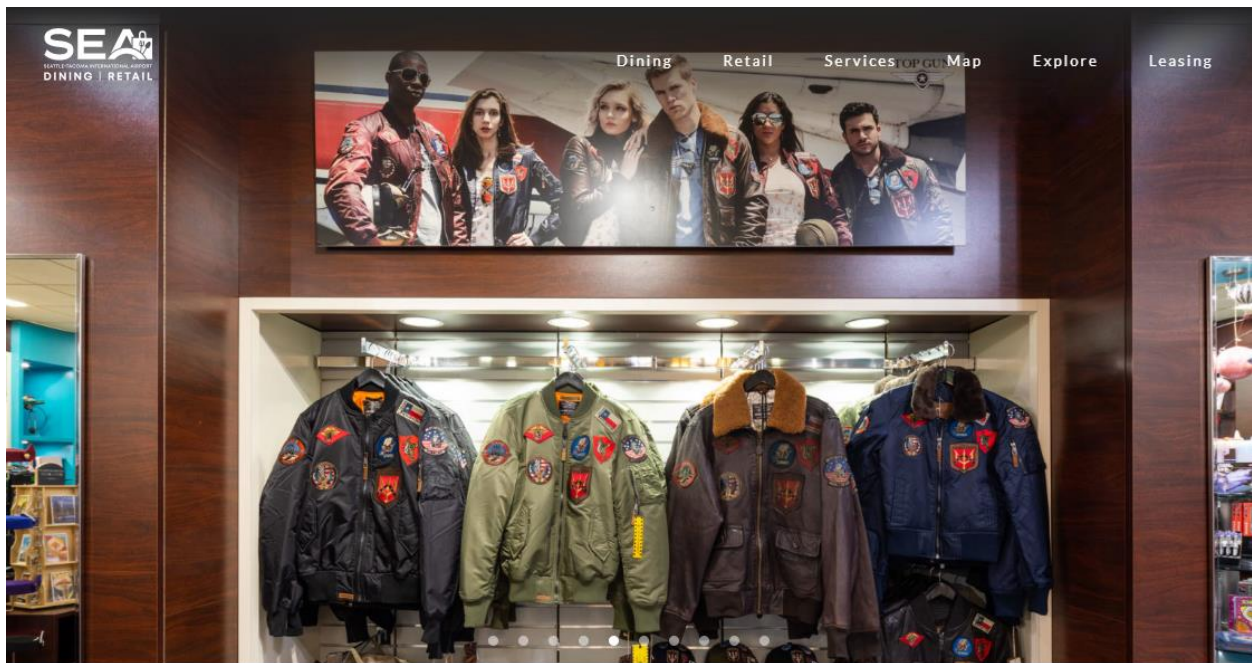 SEA
SEATTLE-TACOMA INTERNATIONAL AIRPORT
DINING | RETAIL
Dining
Retail
Services
TOP GUN
Map
Explore
Leasing